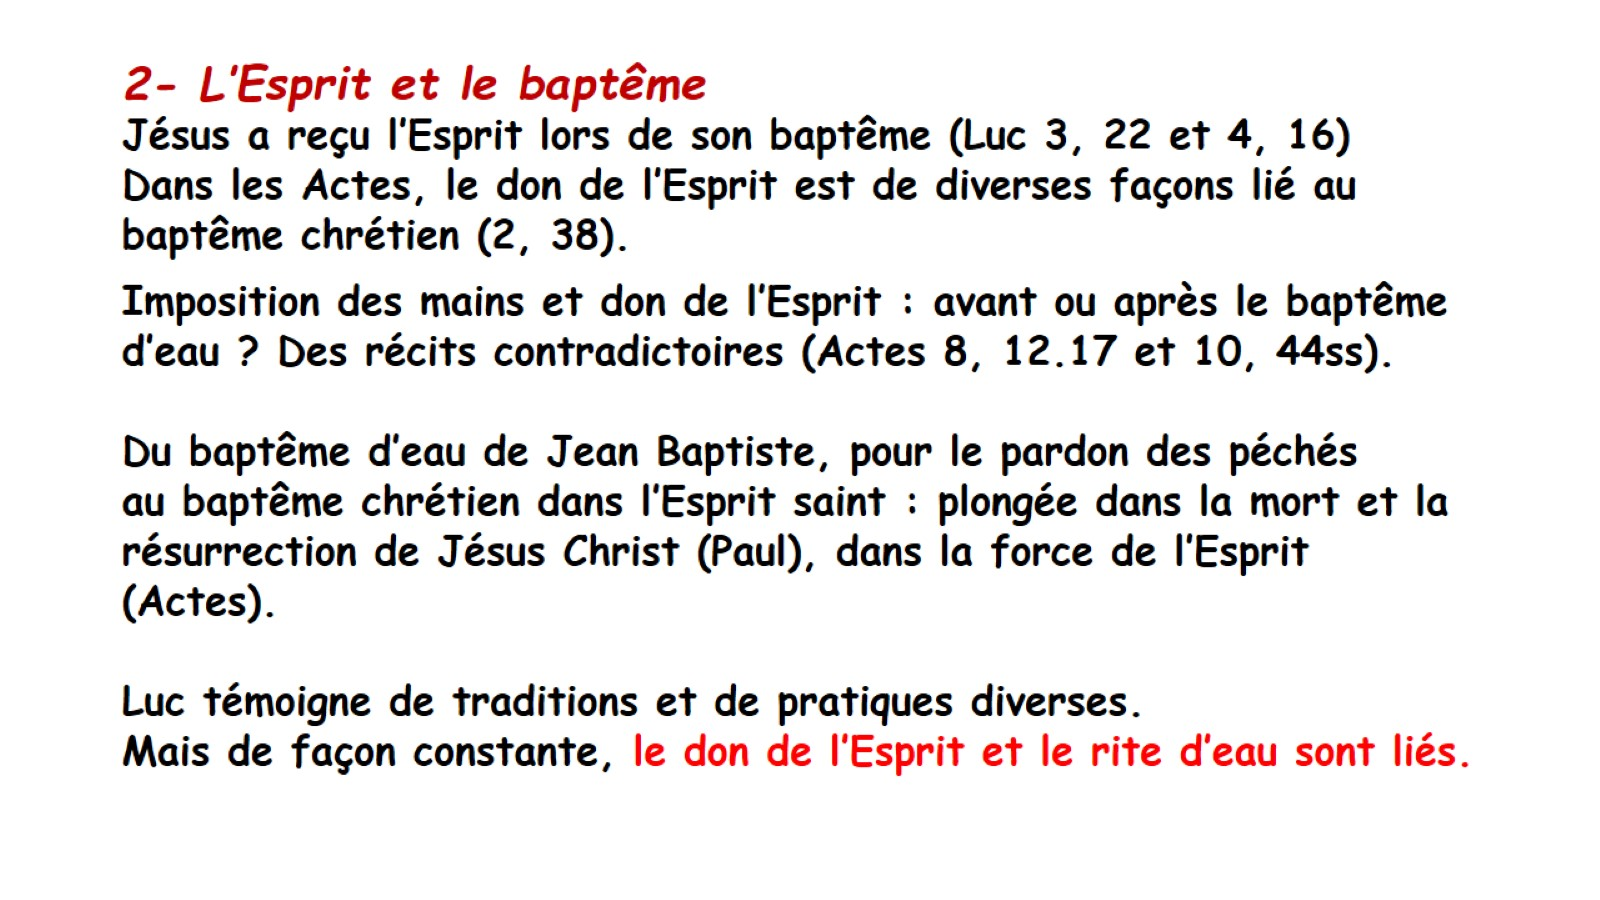 2- L'Esprit et le baptême
Jésus a reçu l'Esprit lors de son baptême (Luc 3, 22 et 4, 16)
Dans les Actes, le don de l'Esprit est de diverses façons lié au
baptême chrétien (2, 38).
Imposition des mains et don de l'Esprit : avant ou après le baptême
d'eau ? Des récits contradictoires (Actes 8, 12.17 et 10, 44ss).
Du baptême d'eau de Jean Baptiste, pour le pardon des péchés
au baptême chrétien dans l'Esprit saint : plongée dans la mort et la
résurrection de Jésus Christ (Paul), dans la force de l'Esprit
(Actes).
Luc témoigne de traditions et de pratiques diverses.
Mais de façon constante, le don de l'Esprit et le rite d'eau sont liés.